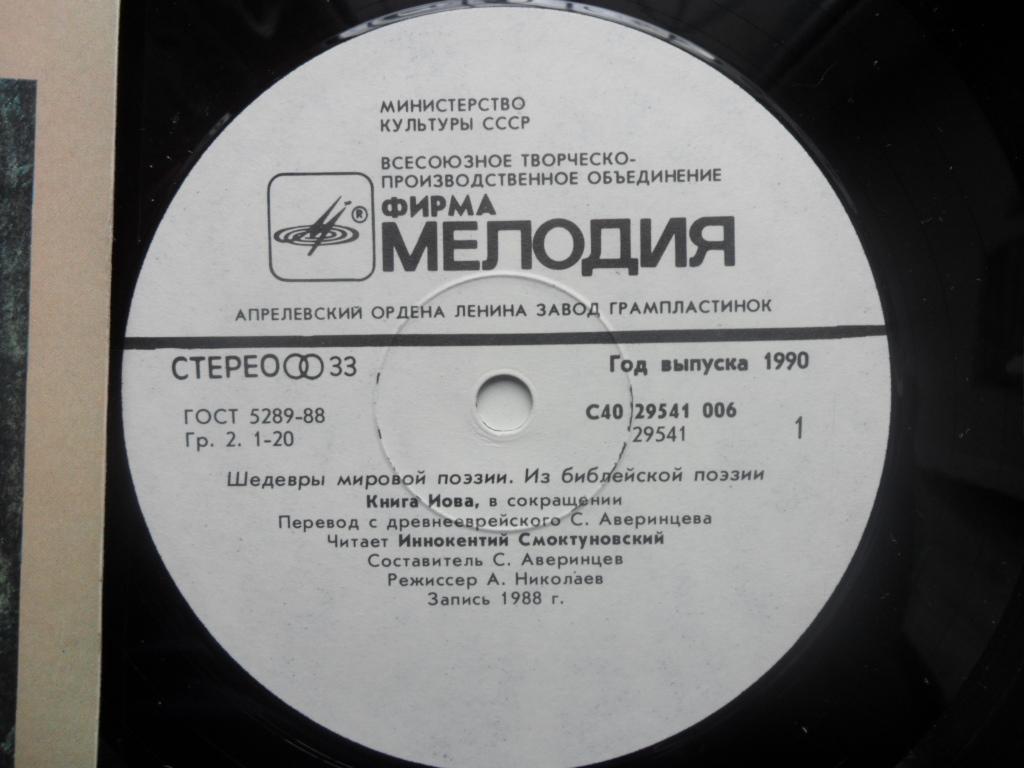 МИНИСТЕРСТВО
КУЛЬТУРЫ СССР
ВСЕСОЮЗНОЕ ТВОРЧЕСКО-
ПРОИЗВОДСТВЕННОЕ ОБЪЕДИНЕНИЕ
ФИРМА
®
МЕЛОДИЯ
АПРЕЛЕВСКИЙ ОРДЕНА ЛЕНИНА ЗАВОД ГРАМПЛАСТИНОК
СТЕРЕО 33 Год выпуска 1990
ГОСТ 5289-88 С40 29541 006
Гр. 2. 1-20 29541 1
Шедевры мировой поэзии. Из библейской поэзии
Книга Иова, в сокращении
Перевод с древнееврейского С. Аверинцева
Читает Иннокентий Смоктуновский
Составитель С. Аверинцев
Режиссер А. Николаев
Запись 1988 г.